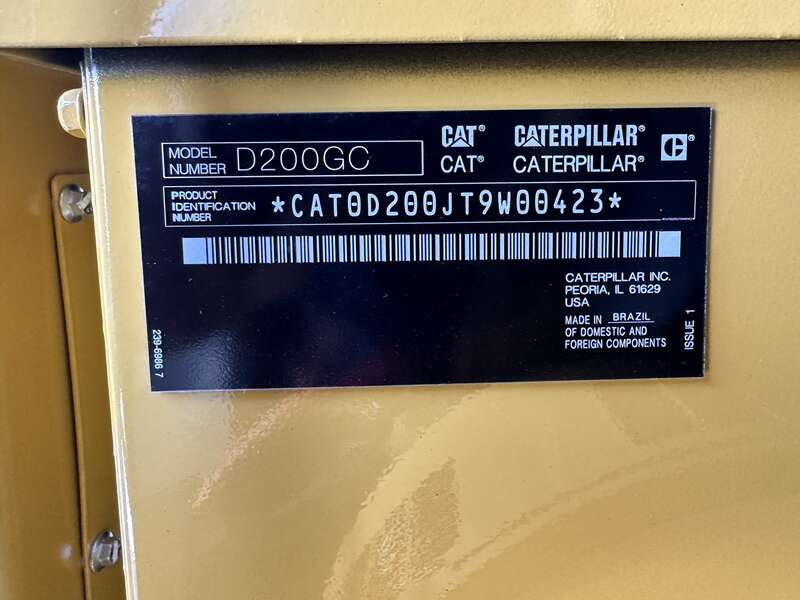 CAT® CATERPILLAR®
CAT® CATERPILLAR®
MODEL NUMBER D200GC
PRODUCT IDENTIFICATION NUMBER *CAT0D200JT9W00423*
CATERPILLAR INC.
PEORIA, IL 61629
USA
MADE IN BRAZIL
OF DOMESTIC AND
FOREIGN COMPONENTS
ISSUE 1
239-6986 7